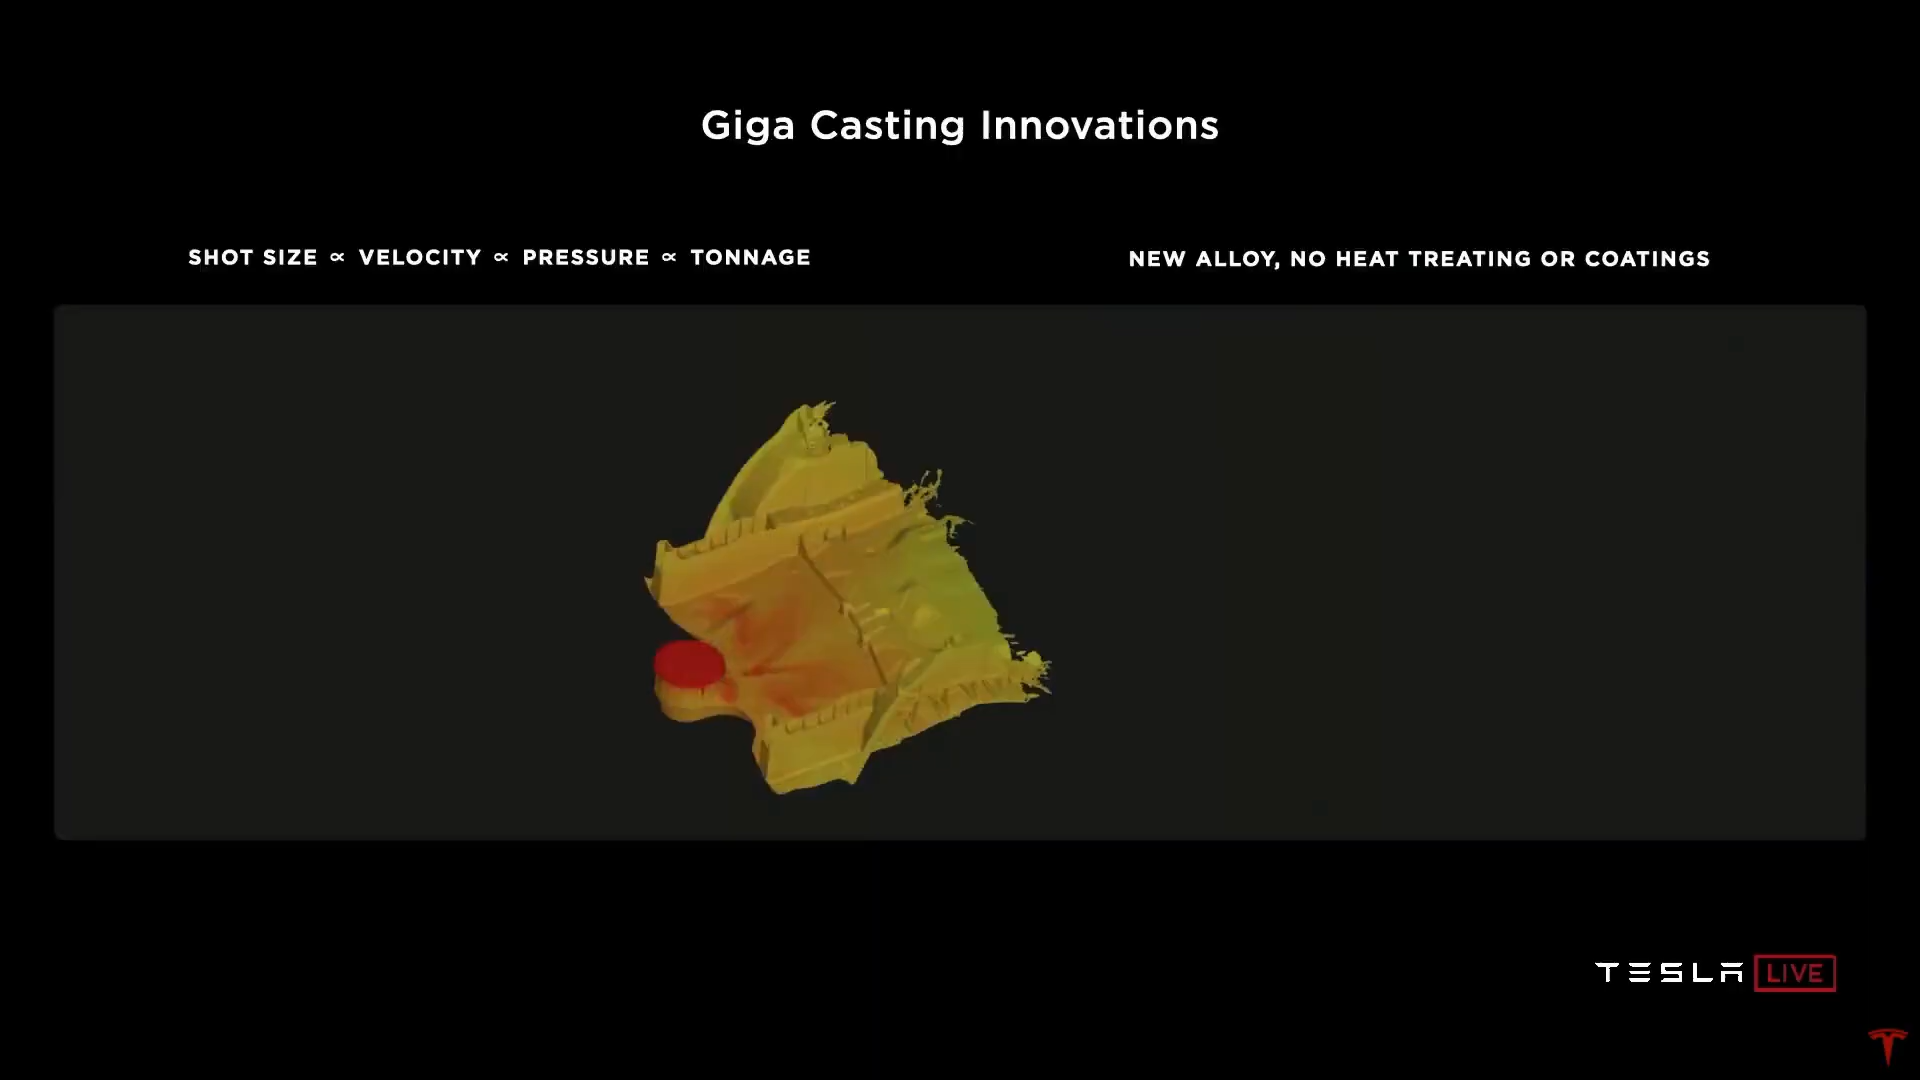 Giga Casting Innovations
SHOT SIZE ∝ VELOCITY ∝ PRESSURE ∝ TONNAGE
NEW ALLOY, NO HEAT TREATING OR COATINGS
TESLA LIVE